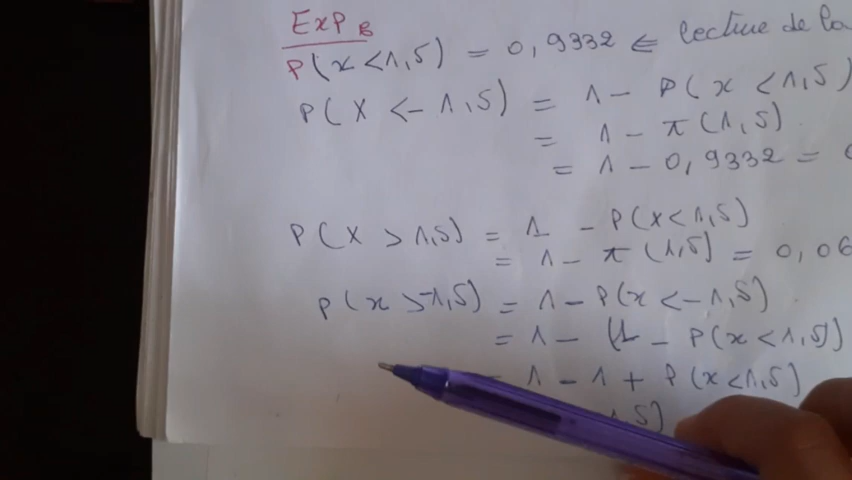 Exp B
P(x < 1,5) = 0,9332 ⇐ lecture de la
P(X < -1,5) = 1 - P(x < 1,5)
= 1 - π(1,5)
= 1 - 0,9332 =
P(X > 1,5) = 1 - P(x < 1,5)
= 1 - π(1,5) = 0,06
P(x > -1,5) = 1 - P(x < -1,5)
= 1 - (1 - P(x < 1,5))
= 1 - 1 + P(x < 1,5)
1,5)